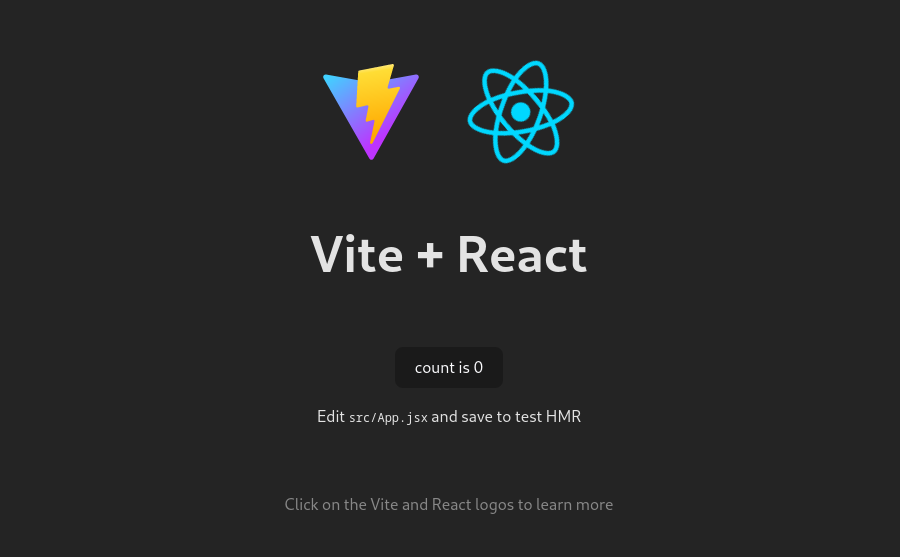 Vite + React
count is 0
Edit src/App.jsx and save to test HMR
Click on the Vite and React logos to learn more